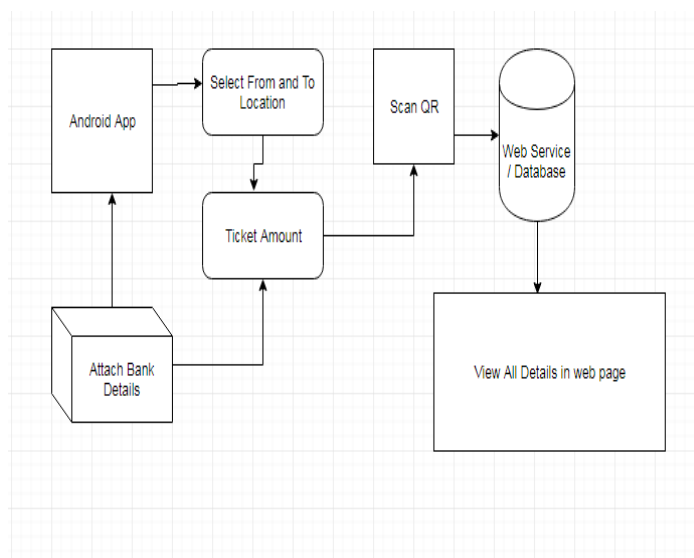 Android App
Select From and To
Location
Scan QR
Web Service
/ Database
Ticket Amount
Attach Bank
Details
View All Details in web page